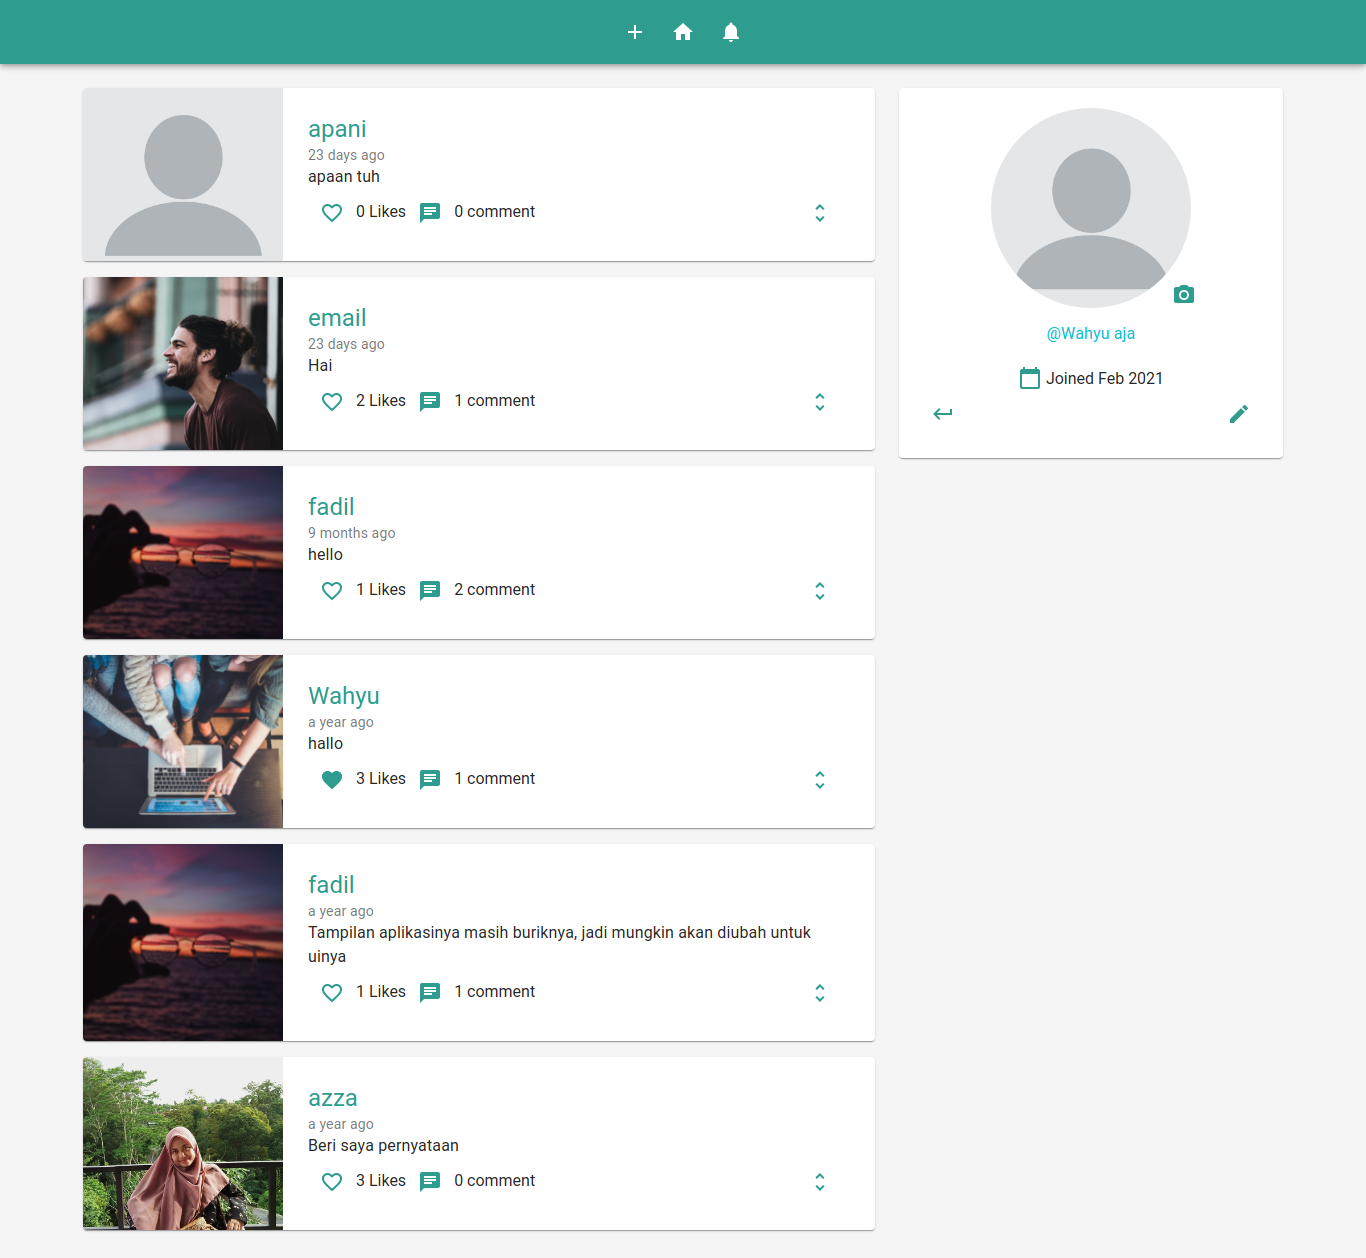 apani
23 days ago
apaan tuh
0 Likes 0 comment
email
23 days ago
Hai
2 Likes 1 comment
fadil
9 months ago
hello
1 Likes 2 comment
Wahyu
a year ago
hallo
3 Likes 1 comment
fadil
a year ago
Tampilan aplikasinya masih buriknya, jadi mungkin akan diubah untuk
uinya
1 Likes 1 comment
azza
a year ago
Beri saya pernyataan
3 Likes 0 comment
@Wahyu aja
Joined Feb 2021